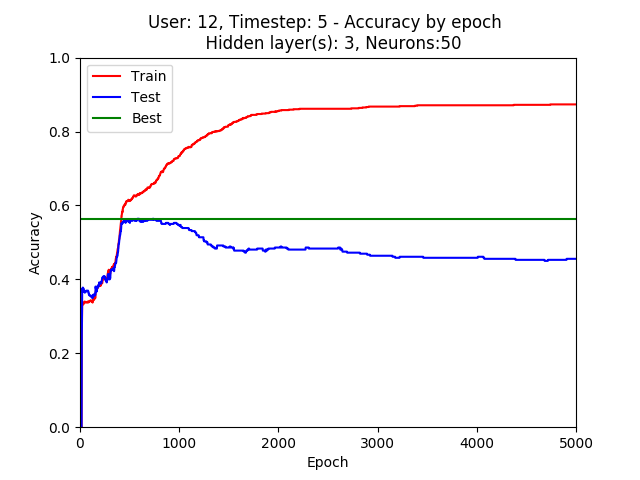 User: 12, Timestep: 5 - Accuracy by epoch
Hidden layer(s): 3, Neurons:50
1.0
0.8
0.6
0.4
0.2
0.0
Accuracy
Train
Test
Best
0 1000 2000 3000 4000 5000
Epoch